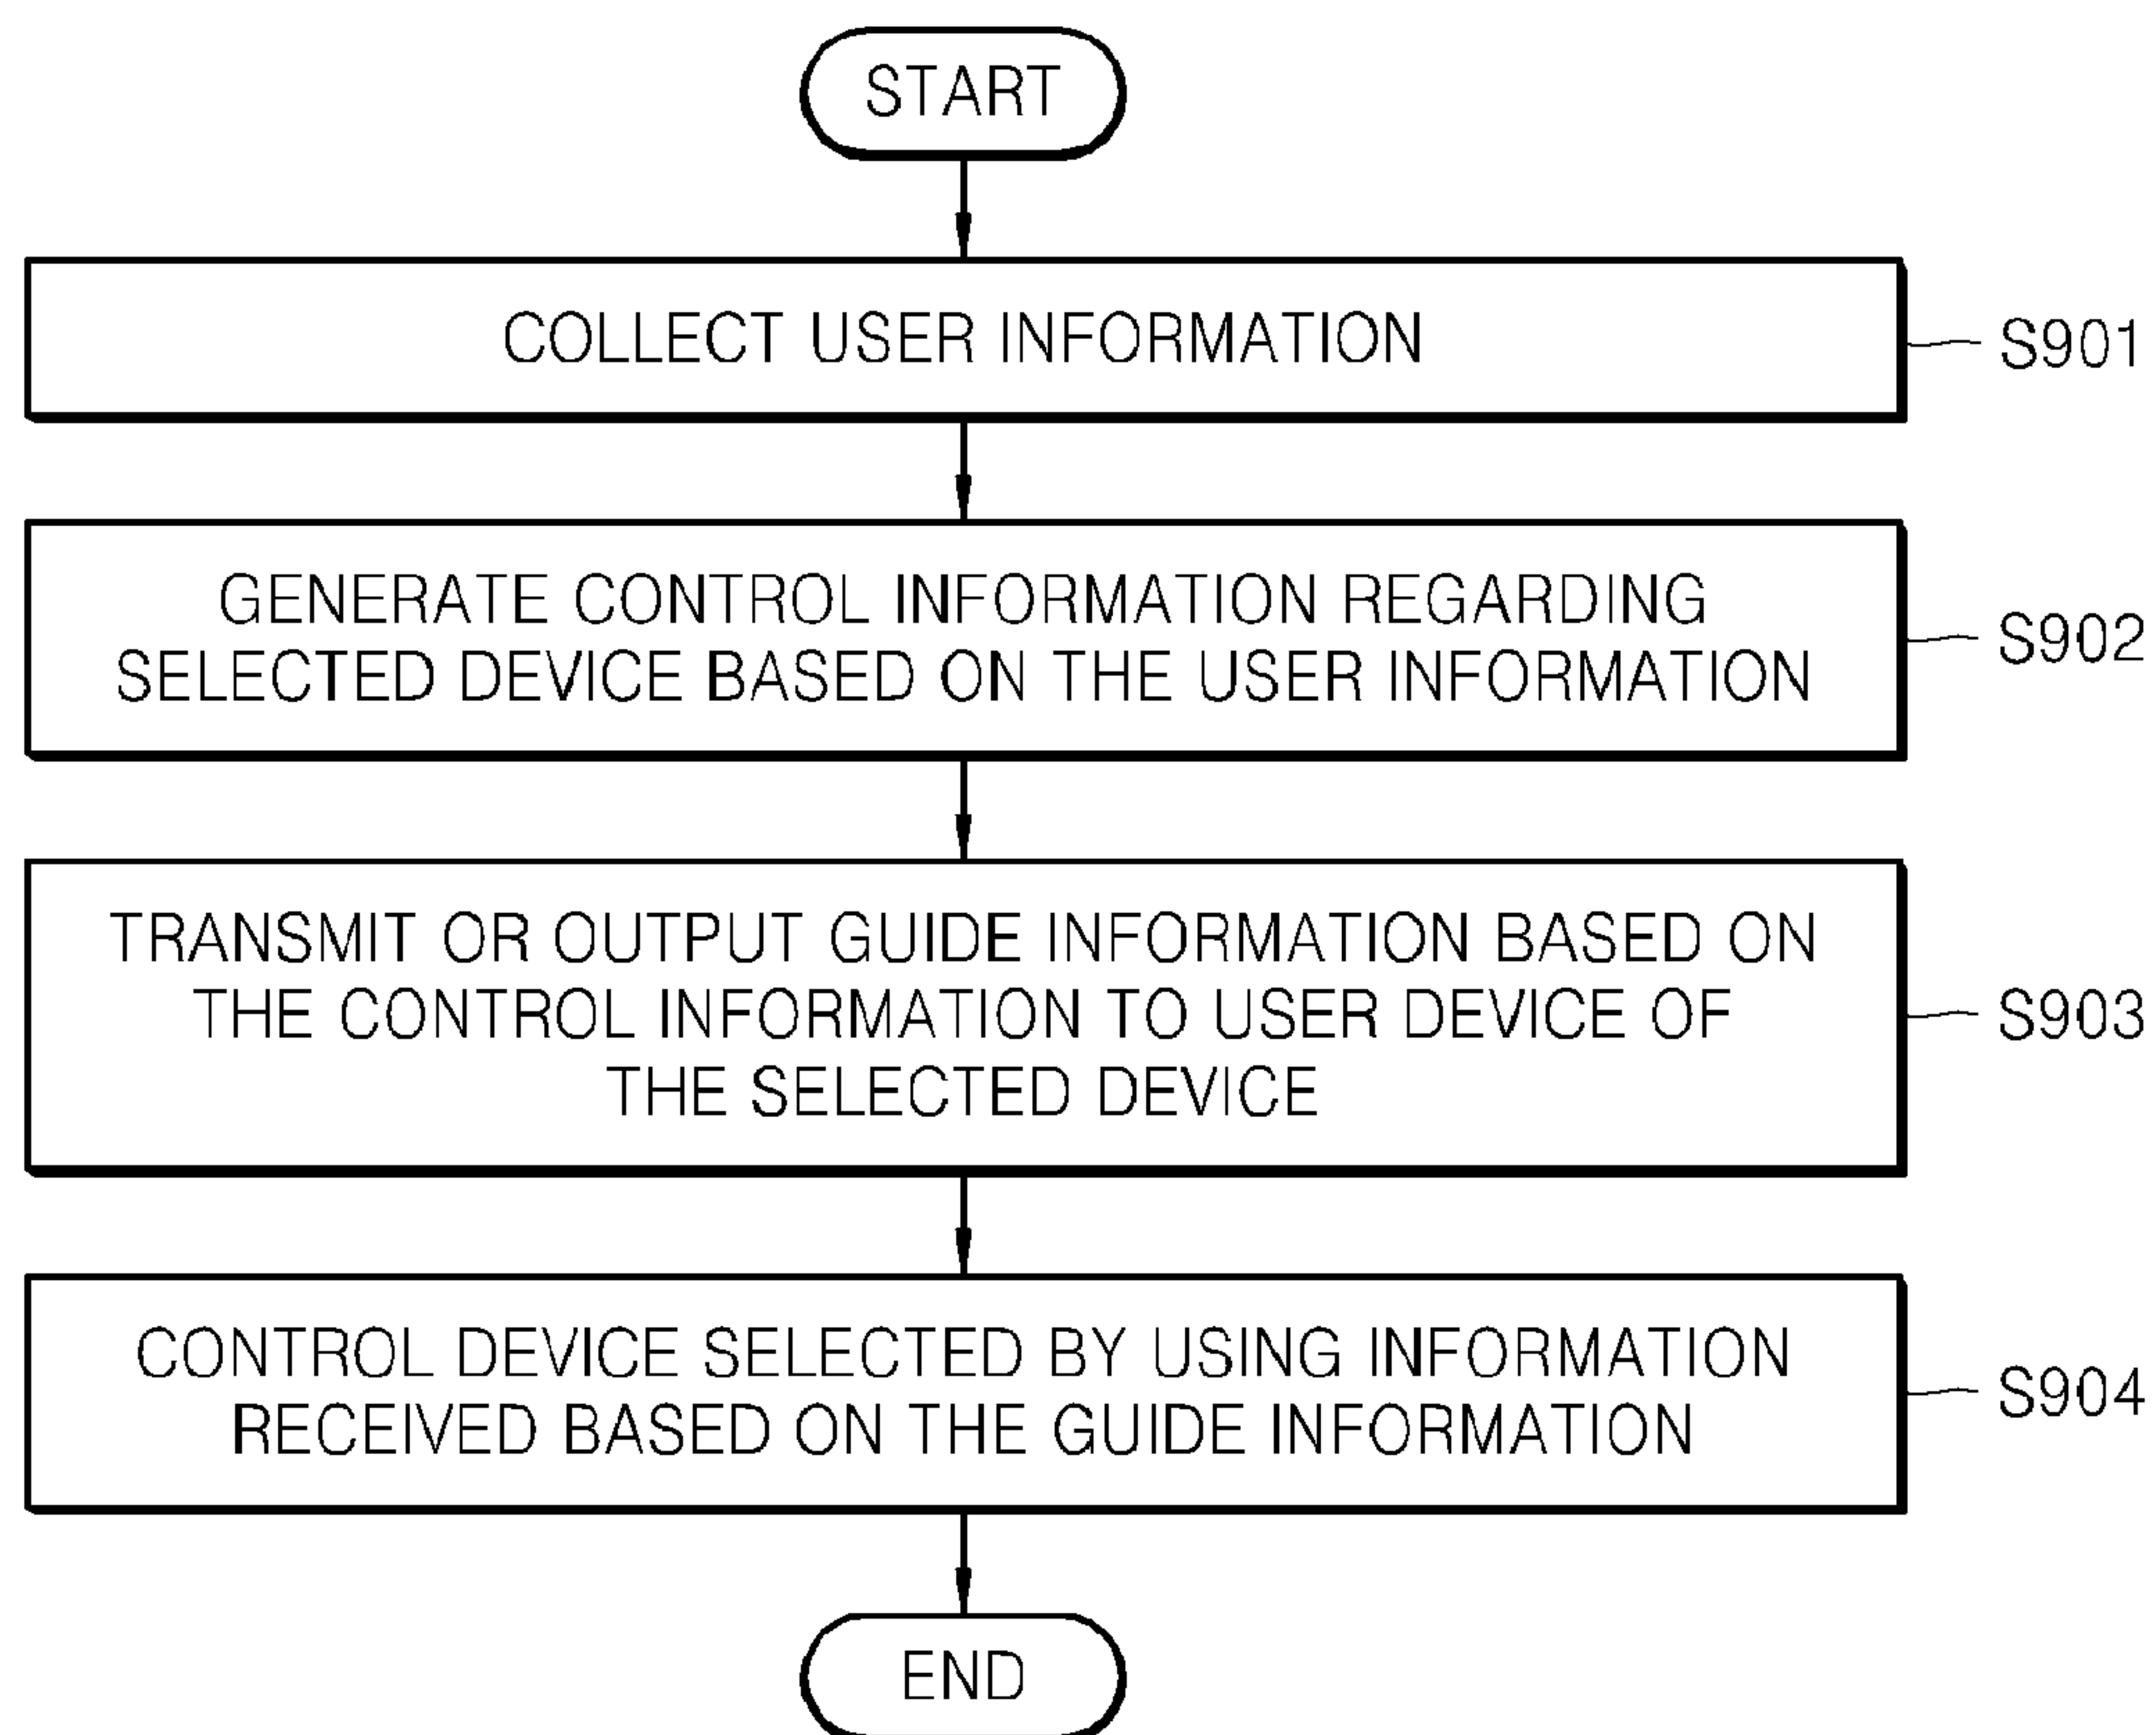 START
COLLECT USER INFORMATION
S901
GENERATE CONTROL INFORMATION REGARDING
SELECTED DEVICE BASED ON THE USER INFORMATION
S902
TRANSMIT OR OUTPUT GUIDE INFORMATION BASED ON
THE CONTROL INFORMATION TO USER DEVICE OF
THE SELECTED DEVICE
S903
CONTROL DEVICE SELECTED BY USING INFORMATION
RECEIVED BASED ON THE GUIDE INFORMATION
S904
END